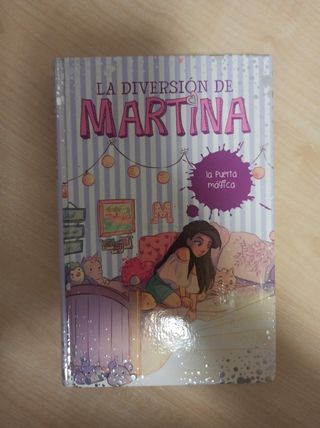 LA DIVERSIÓN DE
MARTINA
la puerta
mágica